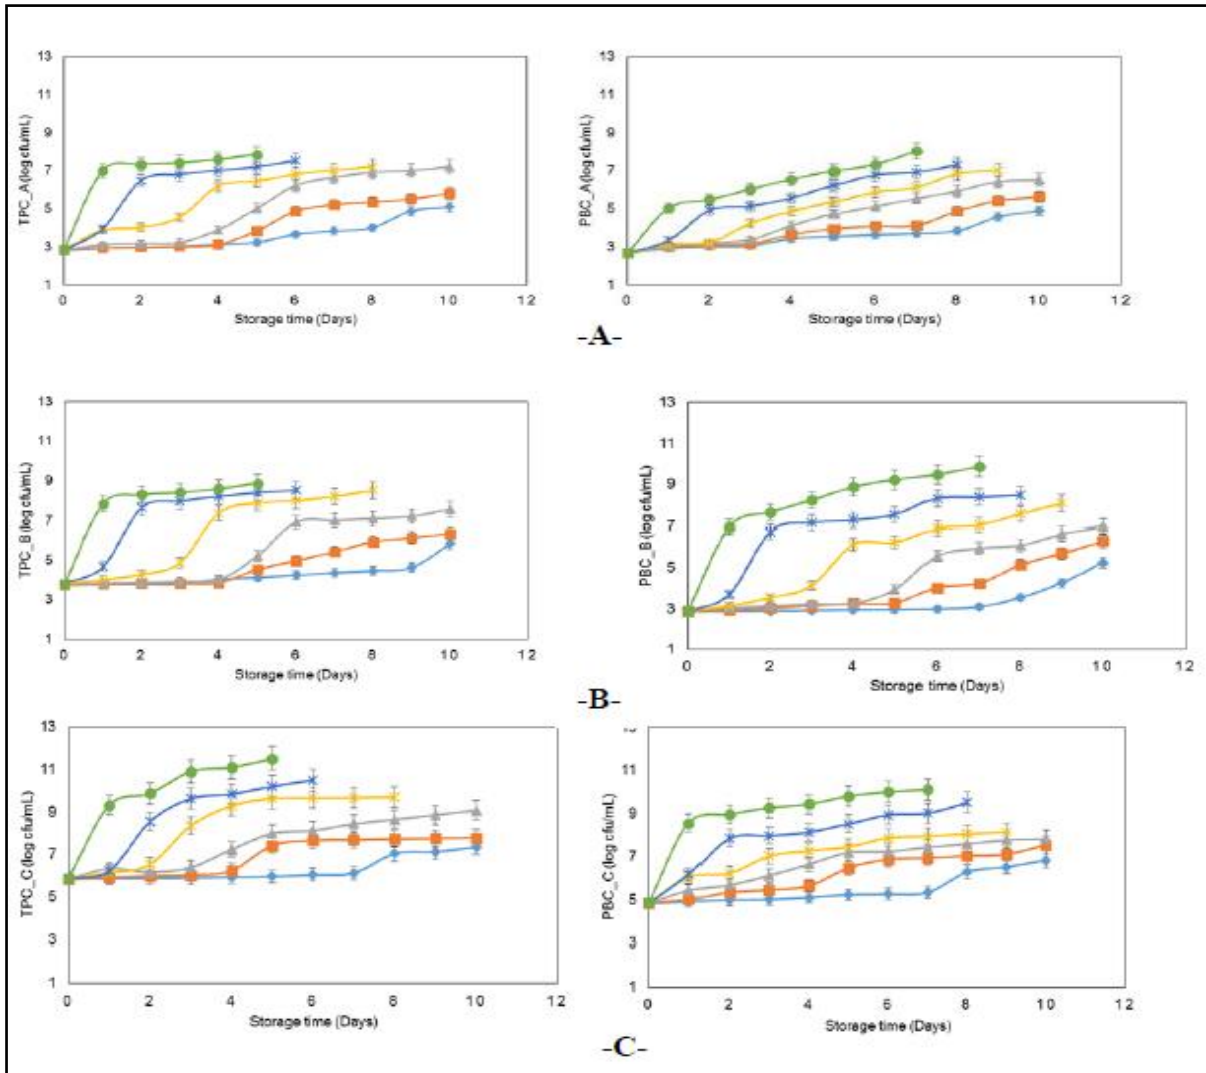 13
11
9
7
5
3
1
TPC_A (log cfu/mL)
0 2 4 6 8 10 12
Storage time (Days)
13
11
9
7
5
3
1
PBC_A (log cfu/mL)
0 2 4 6 8 10 12
Stoirage time (Days)
-A-
13
11
9
7
5
3
1
TPC_B (log cfu/mL)
0 2 4 6 8 10 12
Storage time (Days)
13
11
9
7
5
3
1
PBC_B (log cfu/mL)
0 2 4 6 8 10 12
Storage time (Days)
-B-
13
11
9
7
5
3
1
TPC_C (log cfu/mL)
0 2 4 6 8 10 12
Storage time (Days)
11
9
7
5
3
1
PBC_C (log cfu/mL)
0 2 4 6 8 10 12
Storage time (Days)
-C-